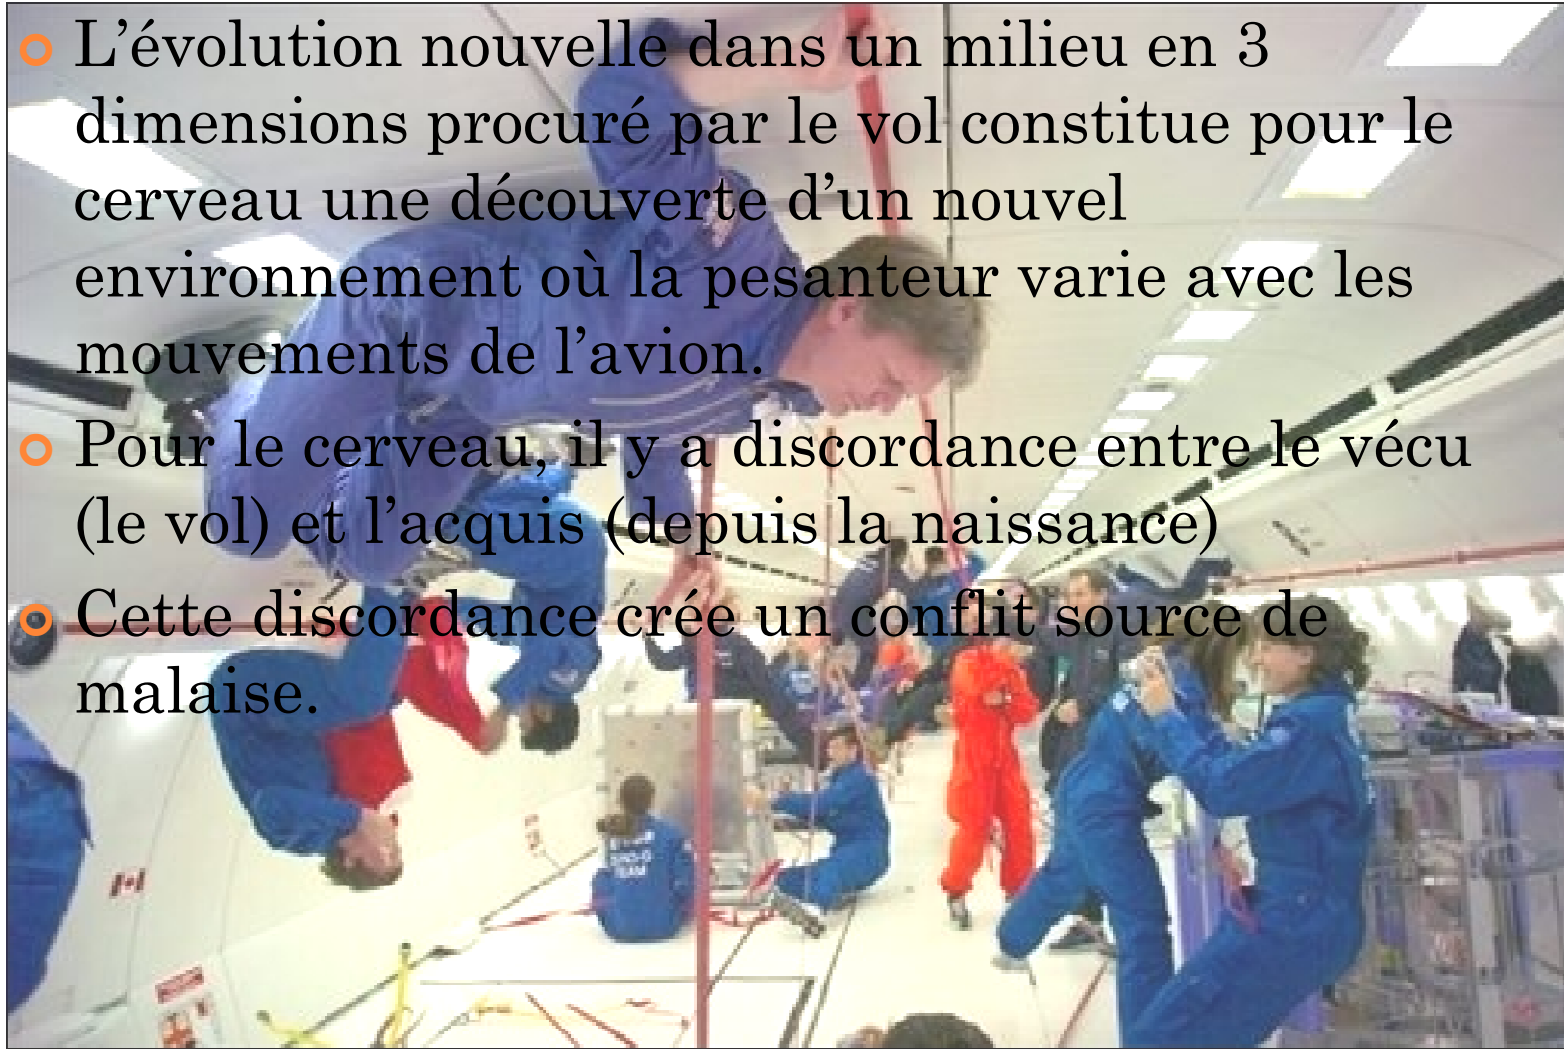 L’évolution nouvelle dans un milieu en 3
dimensions procuré par le vol constitue pour le
cerveau une découverte d’un nouvel
environnement où la pesanteur varie avec les
mouvements de l’avion.
Pour le cerveau, il y a discordance entre le vécu
(le vol) et l’acquis (depuis la naissance)
Cette discordance crée un conflit source de
malaise.
TEAM